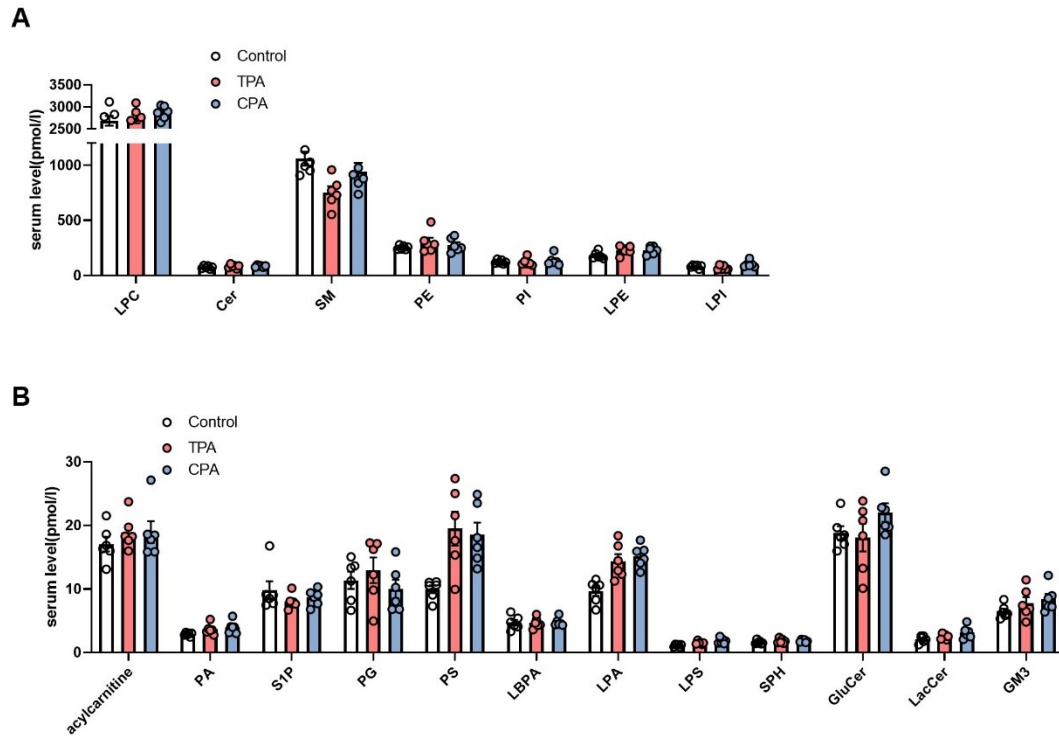 A
Control
TPA
CPA
serum level(pmol/l)
3500
3000
2500
1000
500
0
LPC
Cer
SM
PE
PI
LPE
LPI
B
Control
TPA
CPA
serum level(pmol/l)
30
20
10
0
acylcarnitine
PA
S1P
PG
PS
LBPA
LPA
LPS
SPH
GluCer
LacCer
GM3